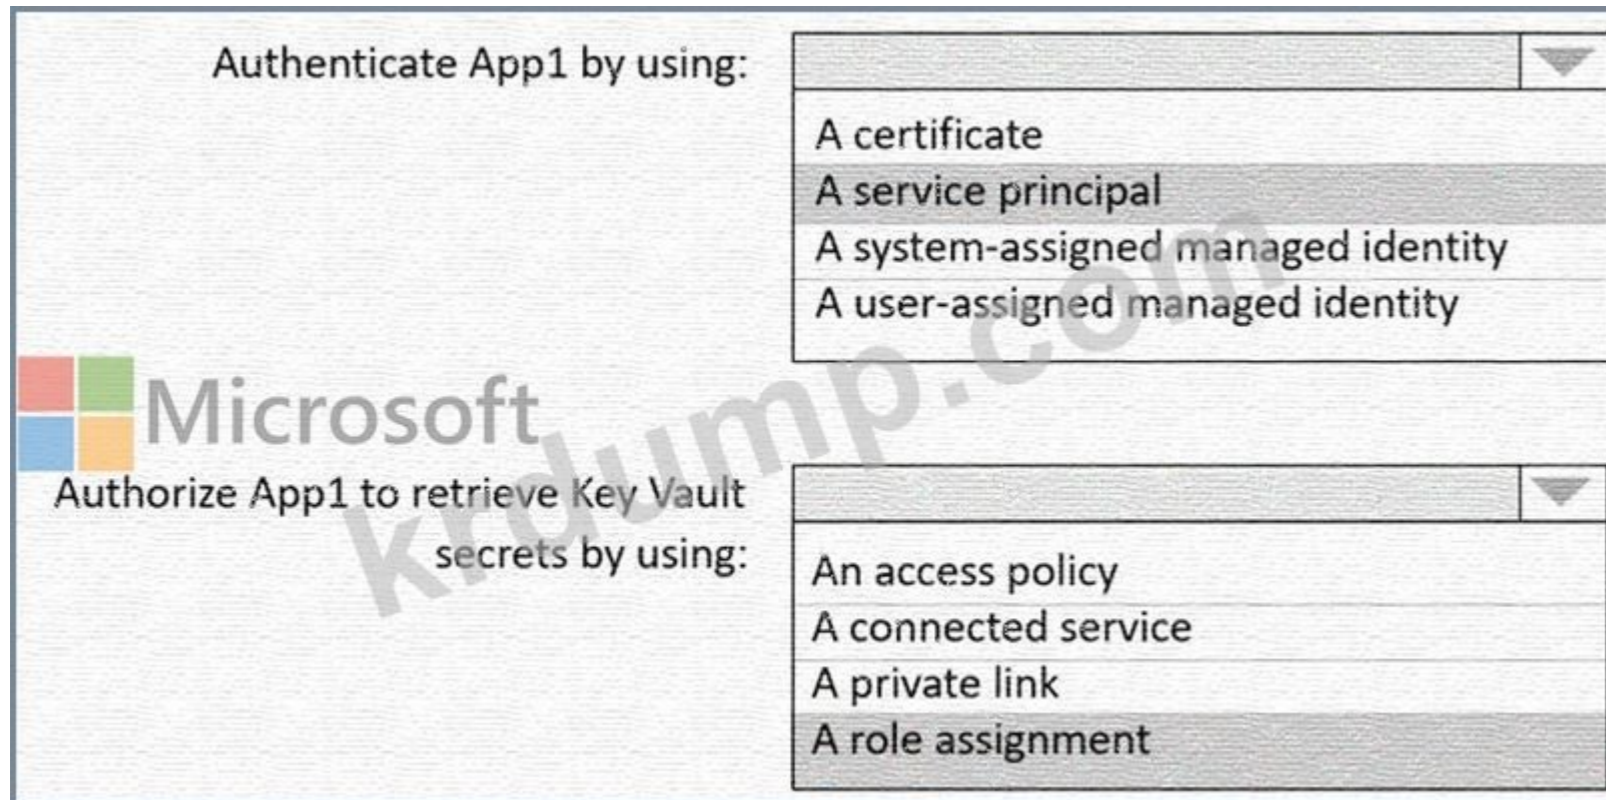 Authenticate App1 by using:
A certificate
A service principal
A system-assigned managed identity
A user-assigned managed identity
Microsoft
krdump.com
Authorize App1 to retrieve Key Vault
secrets by using:
An access policy
A connected service
A private link
A role assignment